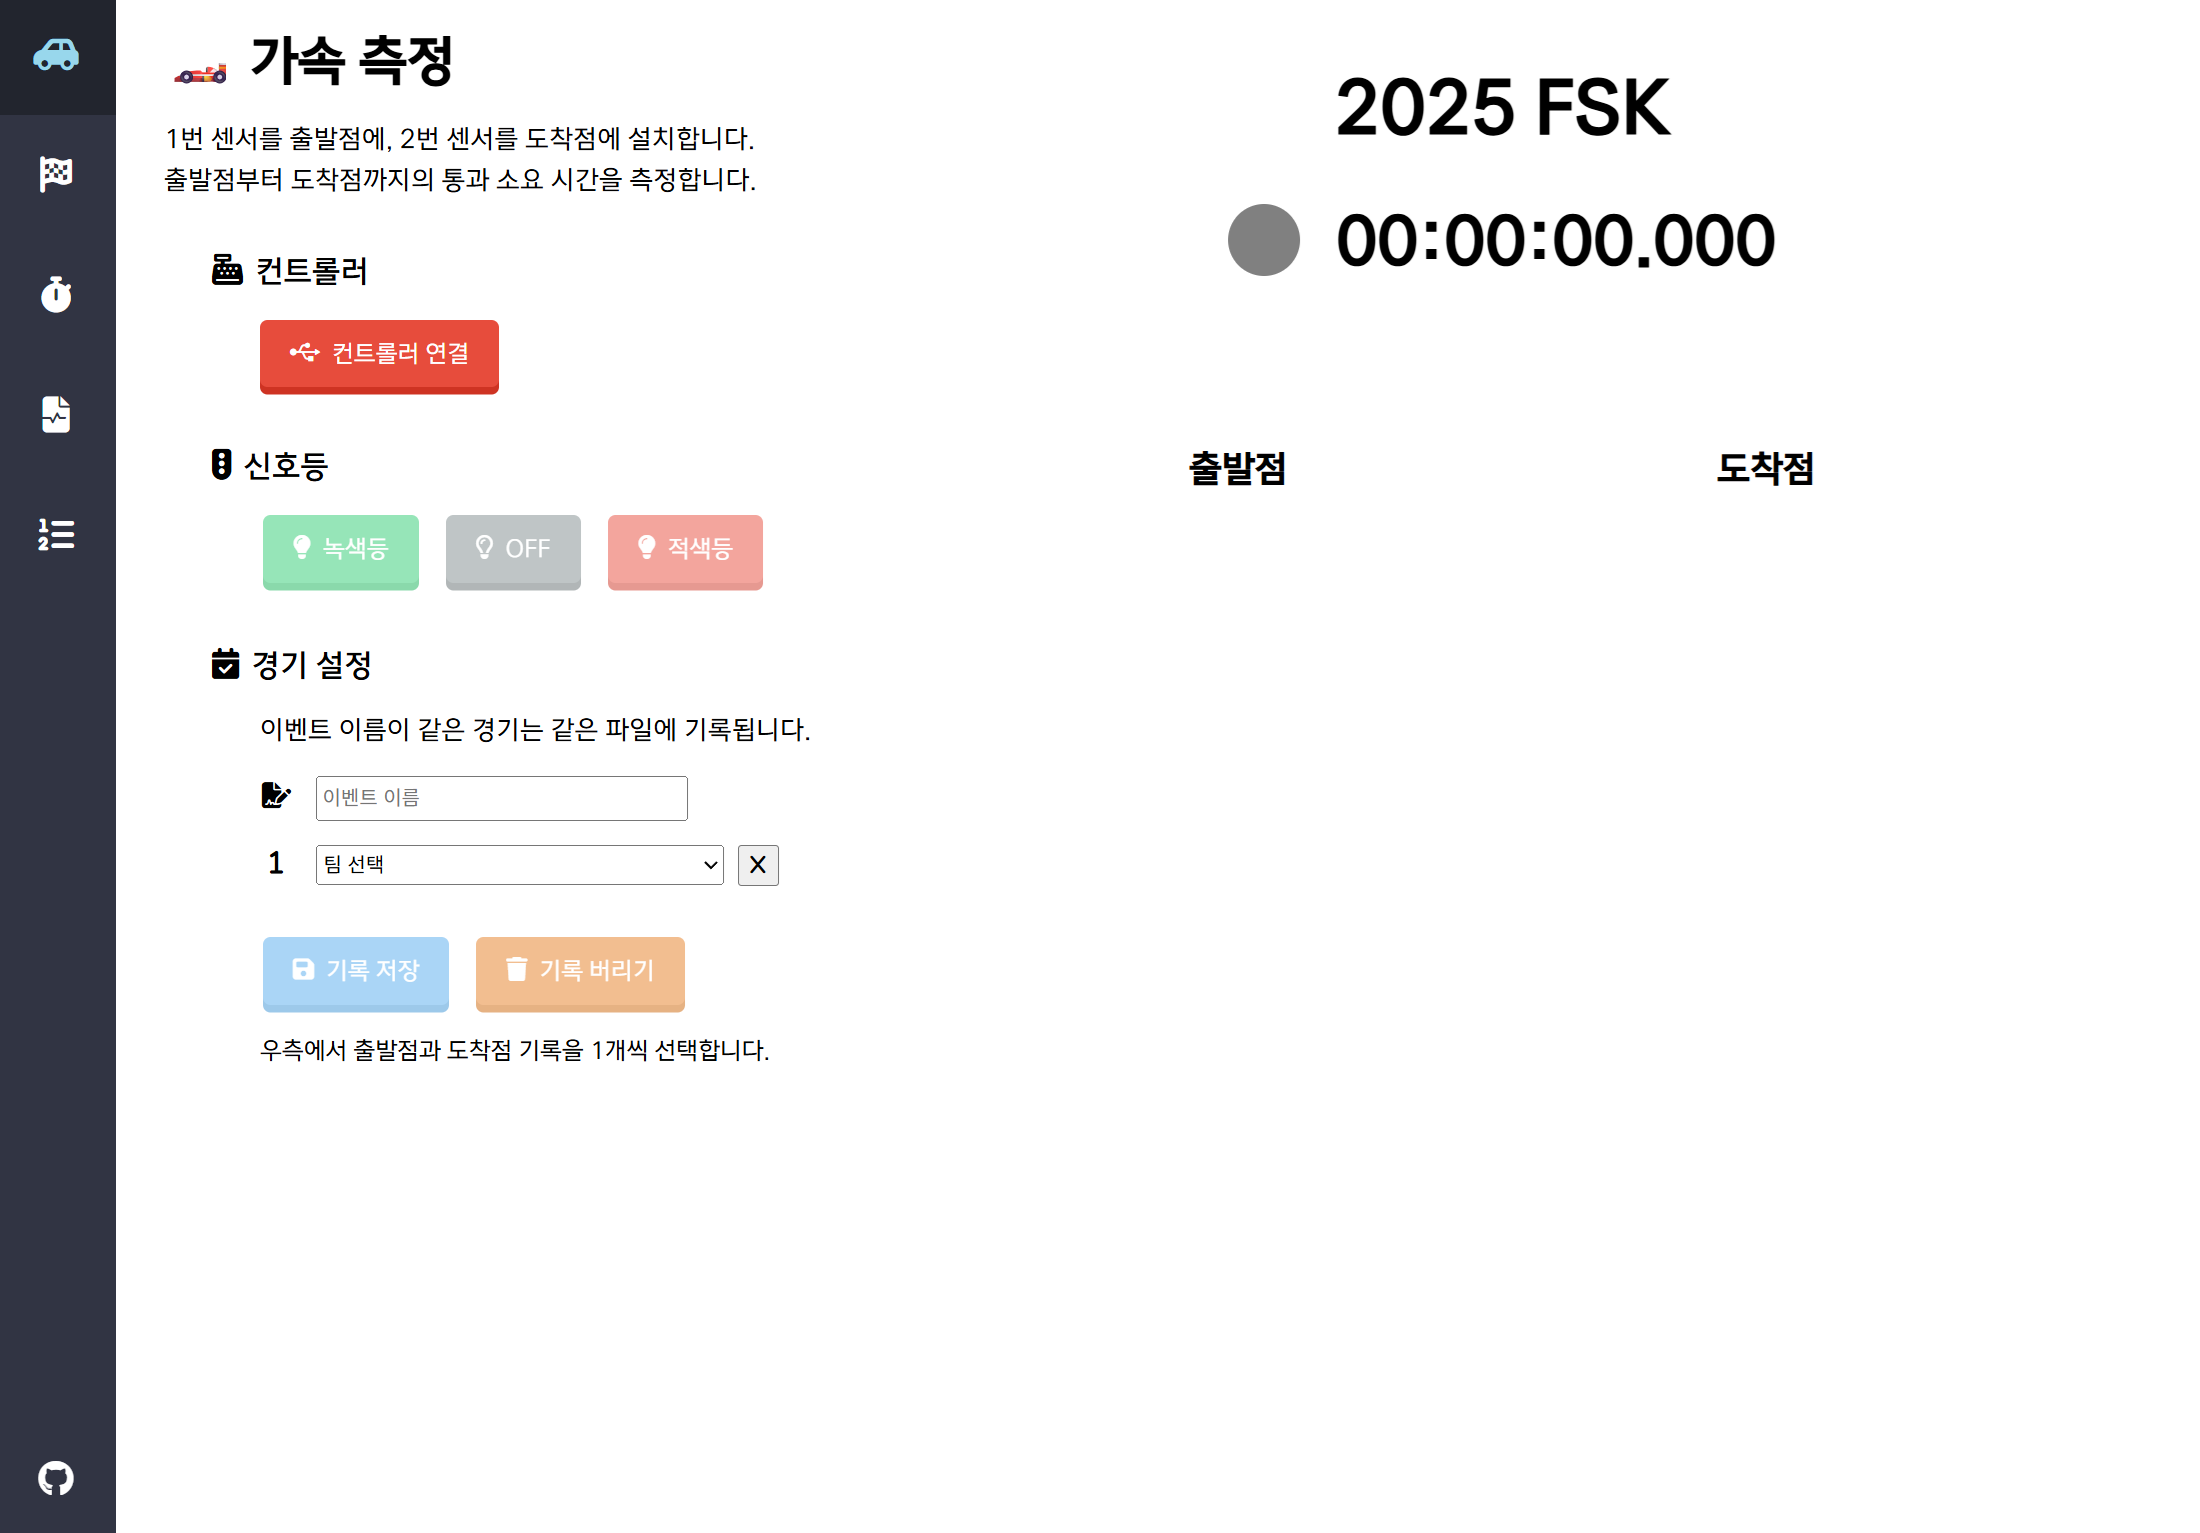 가속 측정
1번 센서를 출발점에, 2번 센서를 도착점에 설치합니다.
출발점부터 도착점까지의 통과 소요 시간을 측정합니다.
컨트롤러
컨트롤러 연결
신호등
녹색등
OFF
적색등
경기 설정
이벤트 이름이 같은 경기는 같은 파일에 기록됩니다.
이벤트 이름
1
팀 선택
X
기록 저장
기록 버리기
우측에서 출발점과 도착점 기록을 1개씩 선택합니다.
2025 FSK
00:00:00.000
출발점
도착점